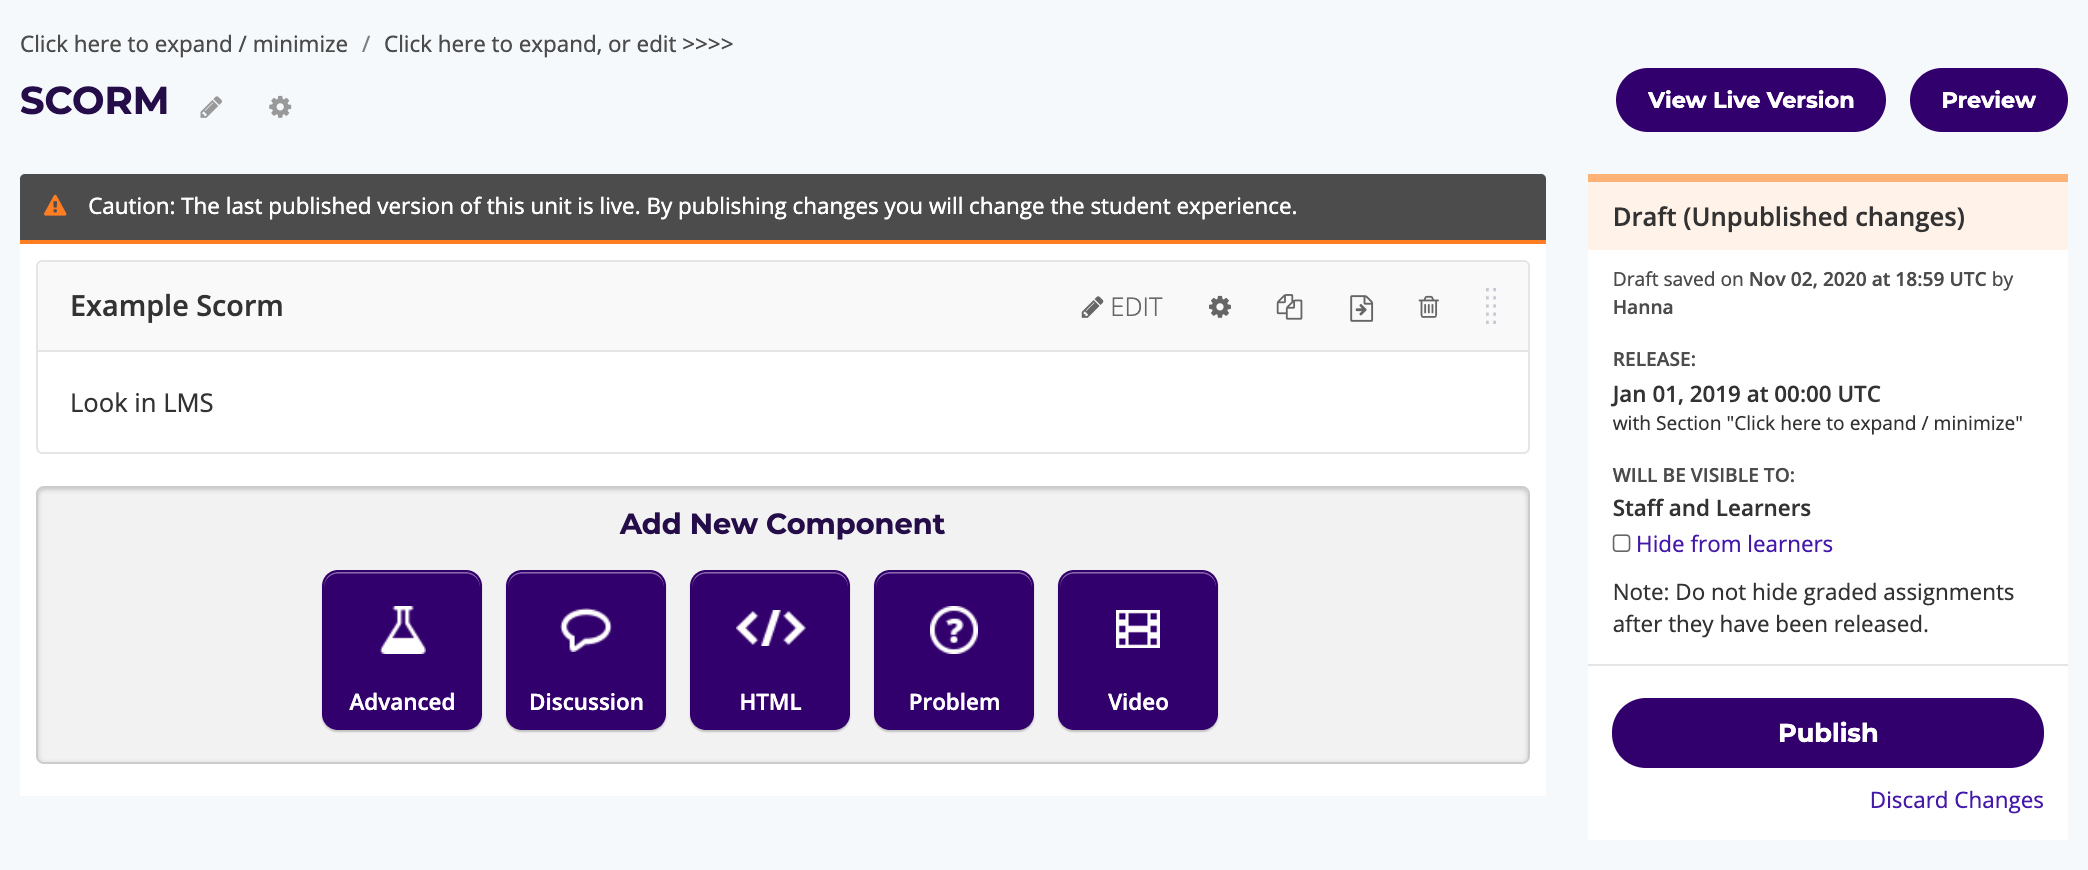 Click here to expand / minimize / Click here to expand, or edit >>>>
SCORM
View Live Version
Preview
Caution: The last published version of this unit is live. By publishing changes you will change the student experience.
Example Scorm
EDIT
Look in LMS
Add New Component
Advanced
Discussion
HTML
Problem
Video
Draft (Unpublished changes)
Draft saved on Nov 02, 2020 at 18:59 UTC by
Hanna
RELEASE:
Jan 01, 2019 at 00:00 UTC
with Section "Click here to expand / minimize"
WILL BE VISIBLE TO:
Staff and Learners
Hide from learners
Note: Do not hide graded assignments
after they have been released.
Publish
Discard Changes